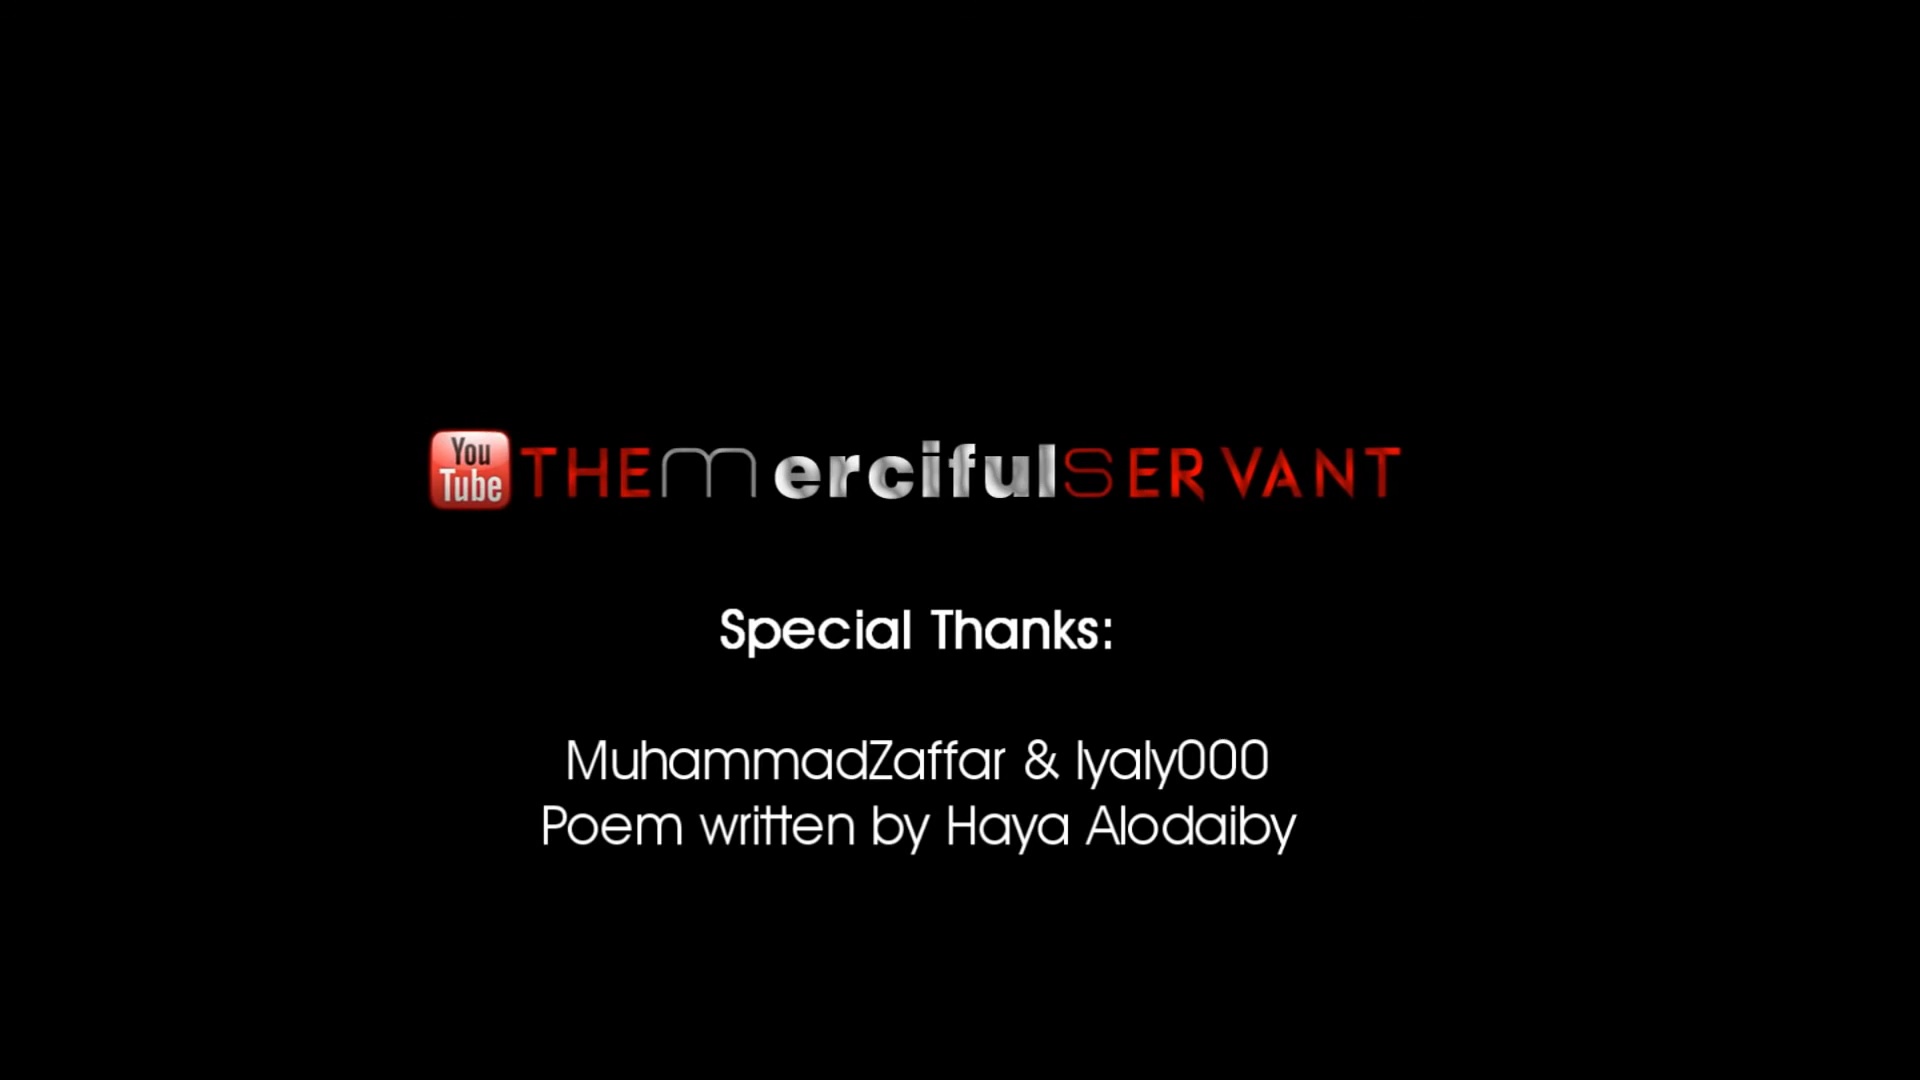 You Tube THEmercifulSERVANT
Special Thanks:
MuhammadZaffar & lyaly000
Poem written by Haya Alodaiby